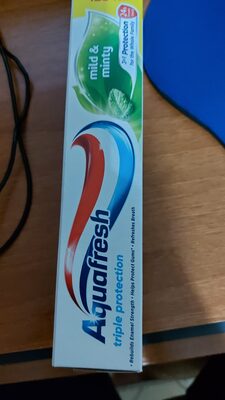 mild &
minty
Protection
for the Whole Family
Aquafresh
triple protection
• Rebuilds Enamel Strength • Helps Protect Gums* • Refreshes Breath